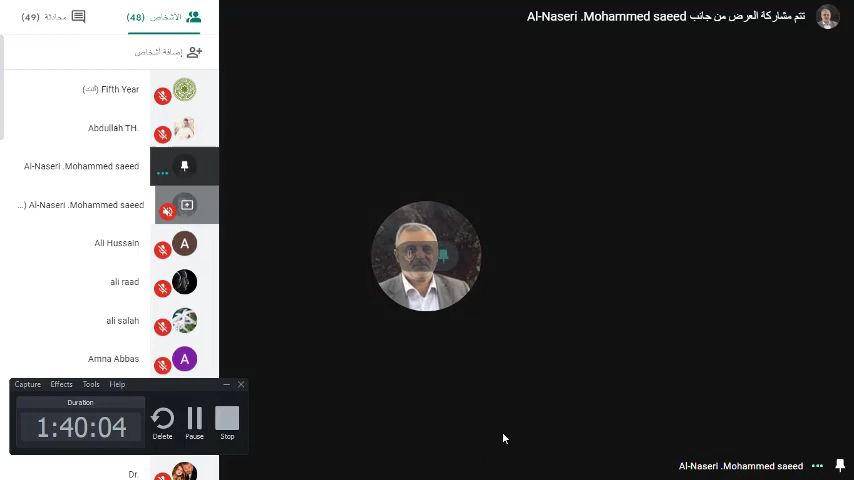 الأشخاص (48)
محادثة (49)
إضافة أشخاص
Fifth Year (أنت)
Abdullah TH.
Al-Naseri .Mohammed saeed
Al-Naseri .Mohammed saeed (...
Ali Hussain
A
ali raad
ali salah
Amna Abbas
A
Capture Effects Tools Help
Duration
1:40:04
Delete Pause Stop
Dr.
تتم مشاركة العرض من جانب Al-Naseri .Mohammed saeed
Al-Naseri .Mohammed saeed